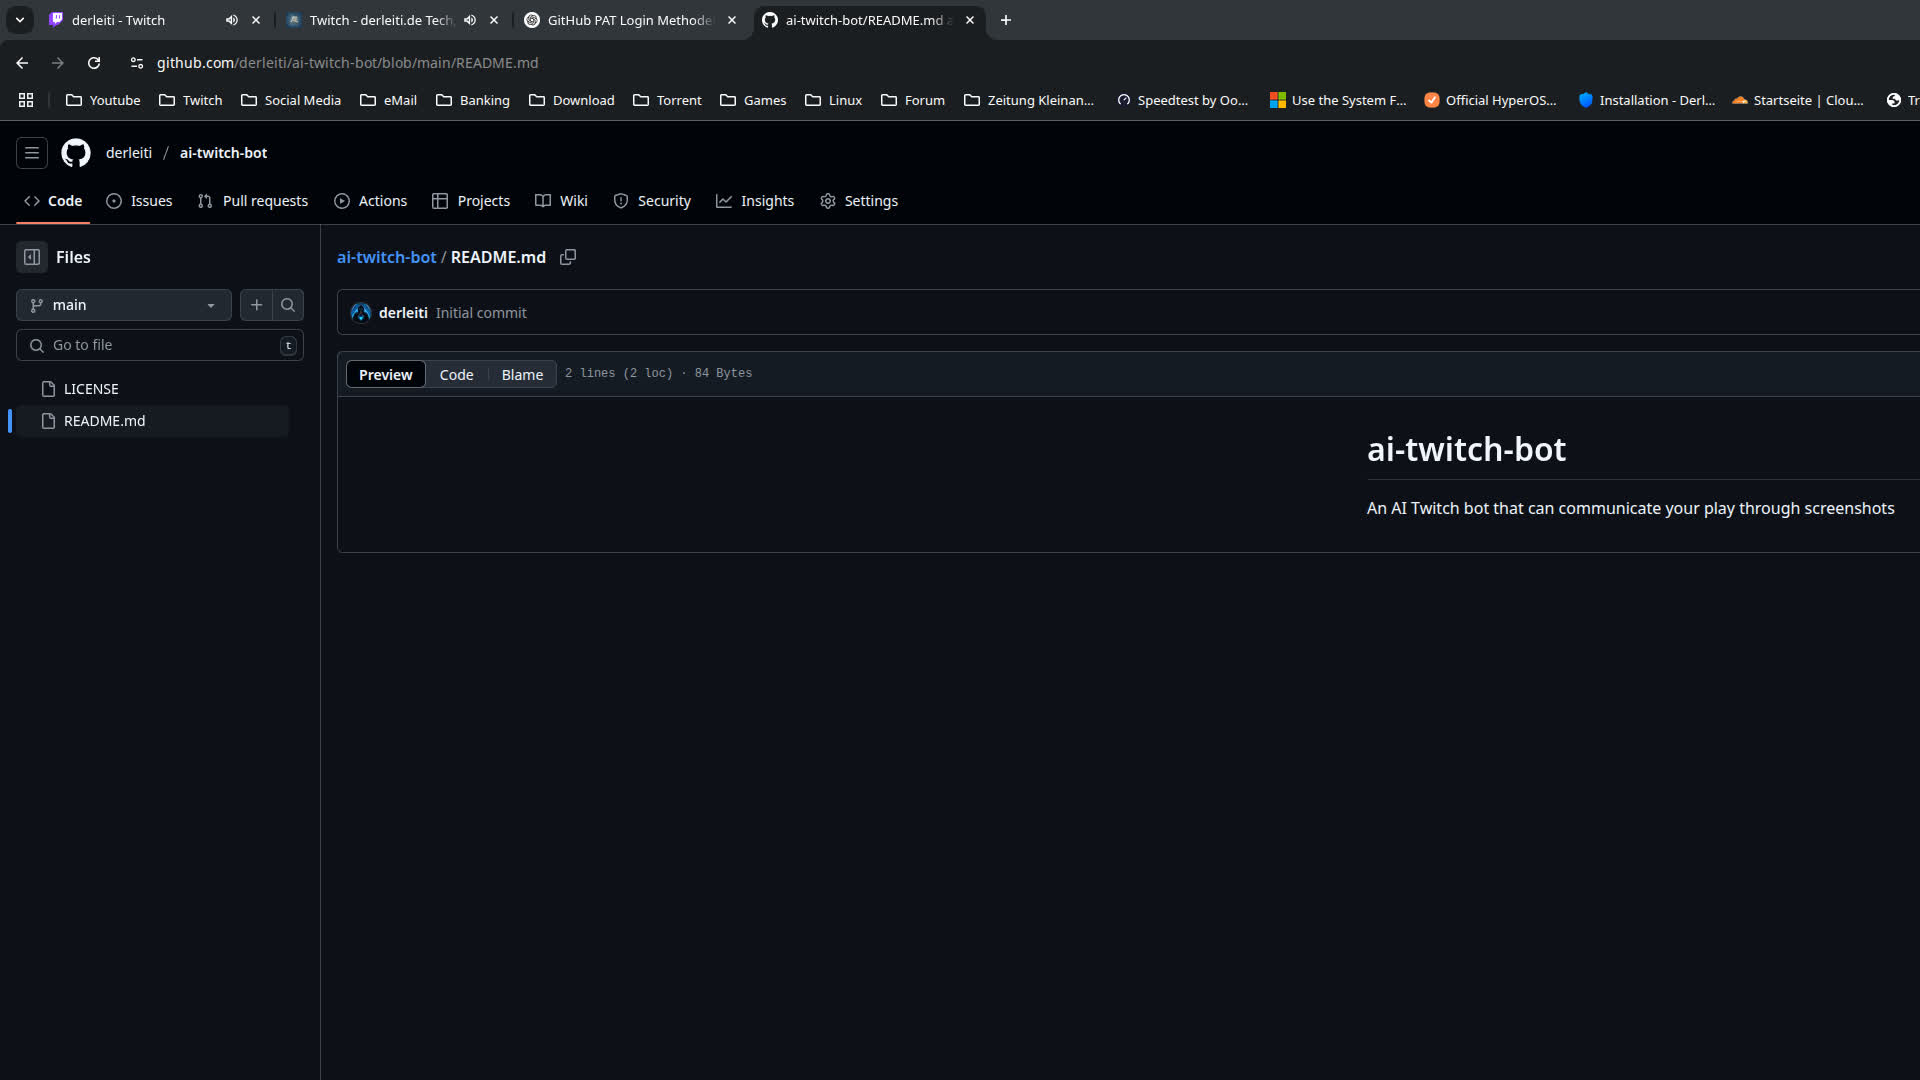 derleiti - Twitch
Twitch - derleiti.de Tech
GitHub PAT Login Methode
ai-twitch-bot/README.md
github.com/derleiti/ai-twitch-bot/blob/main/README.md
Youtube Twitch Social Media eMail Banking Download Torrent Games Linux Forum Zeitung Kleinan... Speedtest by Oo... Use the System F... Official HyperOS... Installation - Derl... Startseite | Clou... Tr
derleiti / ai-twitch-bot
Code Issues Pull requests Actions Projects Wiki Security Insights Settings
Files
ai-twitch-bot / README.md
main
derleiti Initial commit
Go to file t
Preview Code Blame 2 lines (2 loc) · 84 Bytes
LICENSE
README.md
ai-twitch-bot
An AI Twitch bot that can communicate your play through screenshots